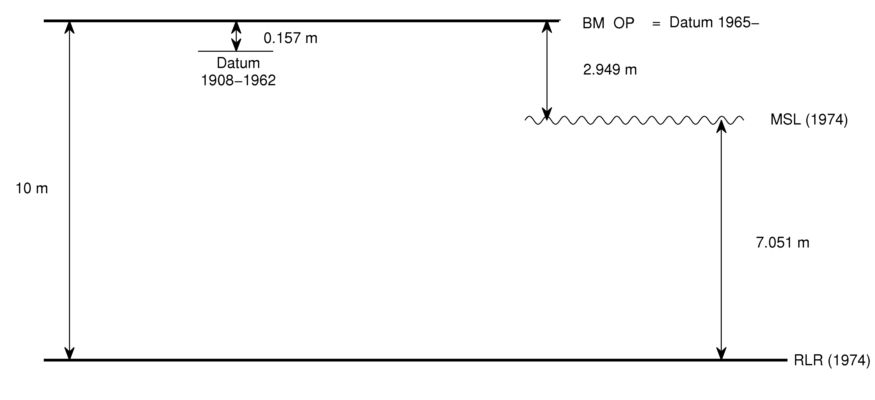 BM OP = Datum 1965–
0.157 m
Datum
1908–1962
2.949 m
MSL (1974)
10 m
7.051 m
RLR (1974)